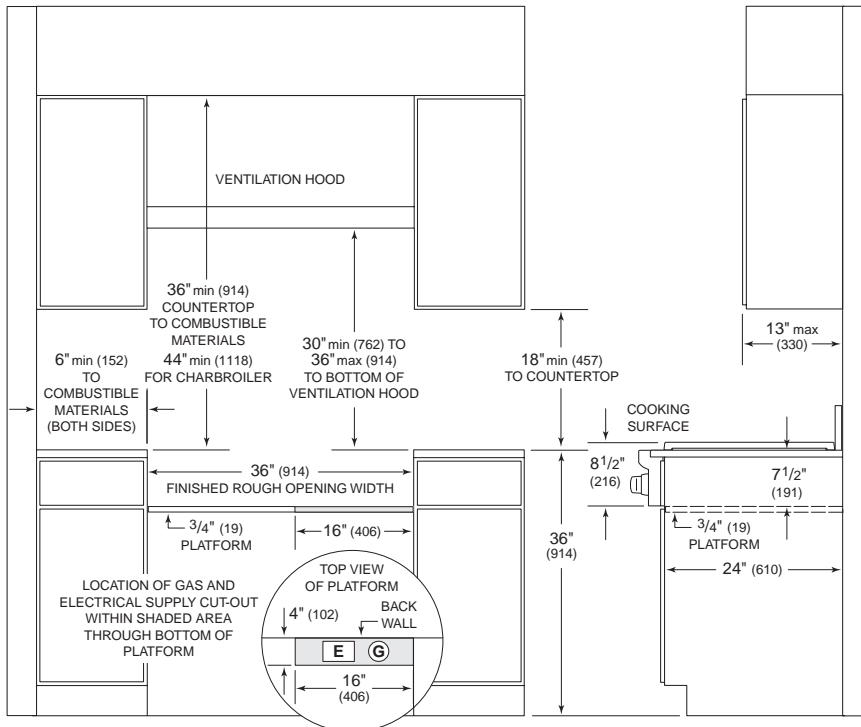 VENTILATION HOOD
36" min (914)
COUNTERTOP
TO COMBUSTIBLE
MATERIALS
44" min (1118)
FOR CHARBROILER
6" min (152)
TO
COMBUSTIBLE
MATERIALS
(BOTH SIDES)
30" min (762) TO
36" max (914)
TO BOTTOM OF
VENTILATION HOOD
18" min (457)
TO COUNTERTOP
13" max
(330)
COOKING
SURFACE
8 1/2"
(216)
7 1/2"
(191)
36" (914)
FINISHED ROUGH OPENING WIDTH
3/4" (19)
PLATFORM
16" (406)
36"
(914)
3/4" (19)
PLATFORM
24" (610)
LOCATION OF GAS AND
ELECTRICAL SUPPLY CUT-OUT
WITHIN SHADED AREA
THROUGH BOTTOM OF
PLATFORM
TOP VIEW
OF PLATFORM
4" (102)
BACK
WALL
E G
16"
(406)